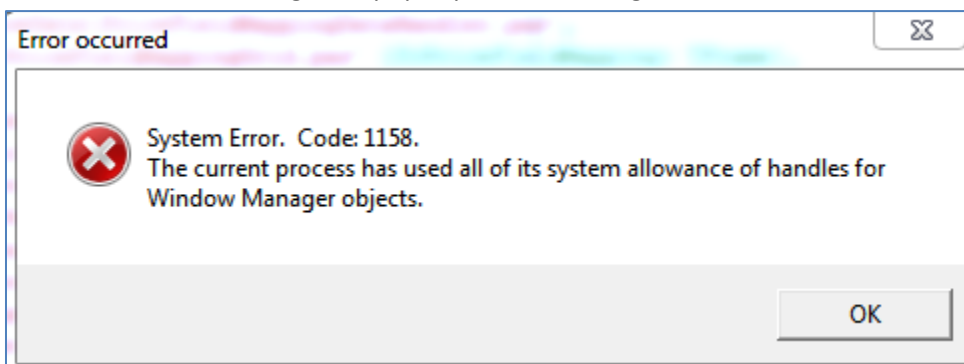 Error occurred
System Error.  Code: 1158.
The current process has used all of its system allowance of handles for
Window Manager objects.
OK